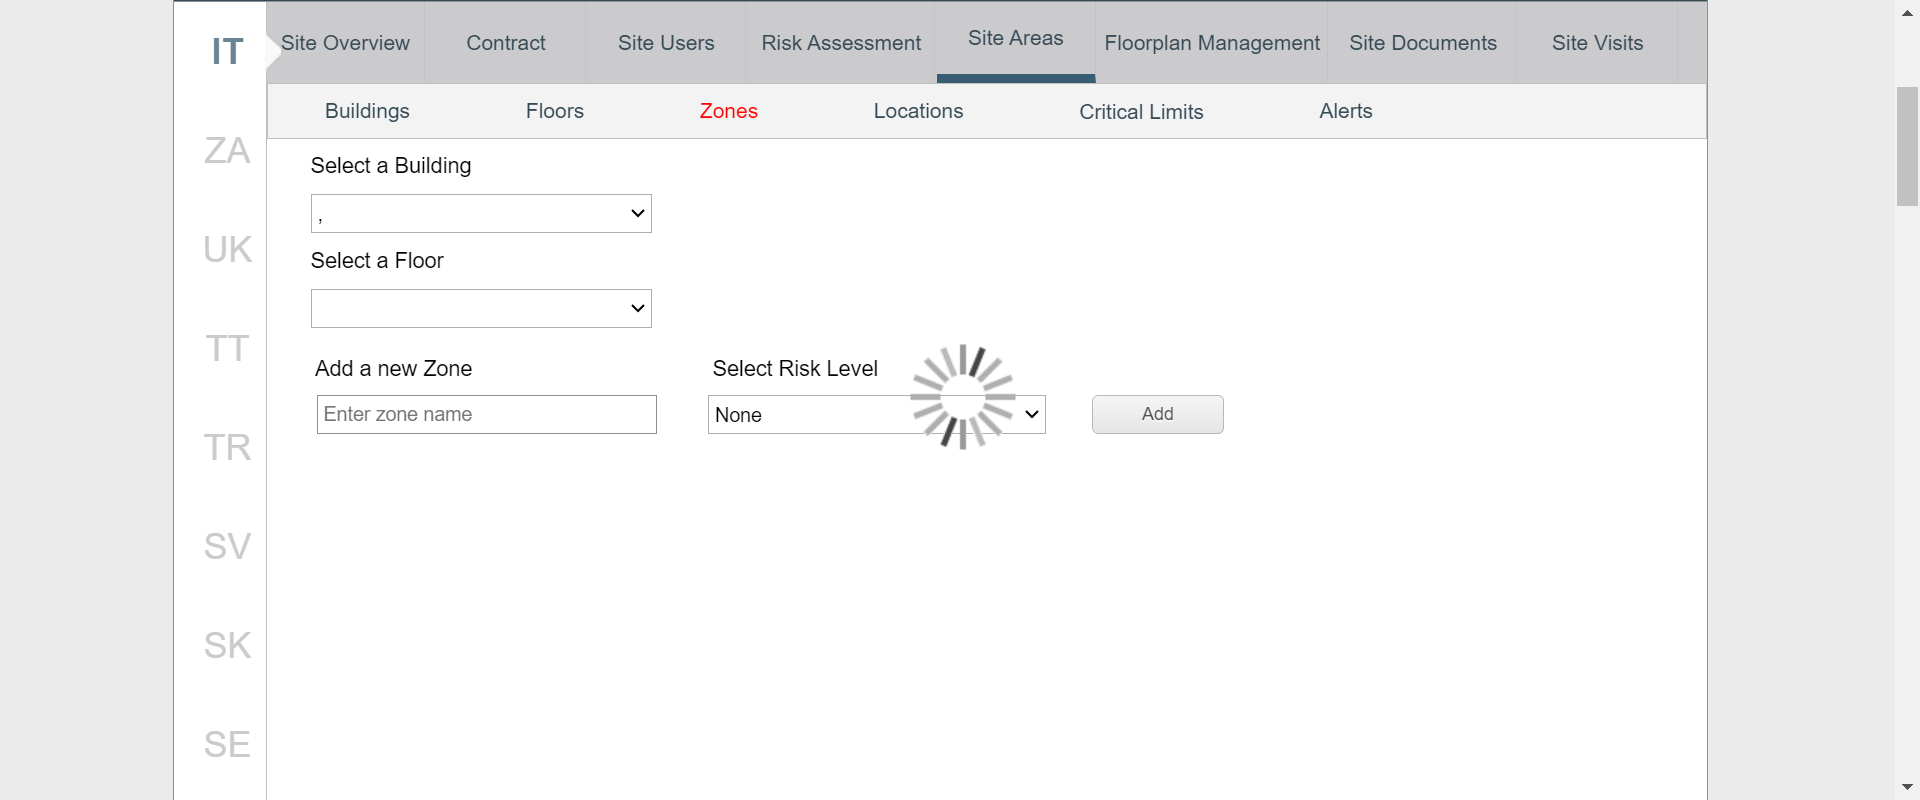 IT
Site Overview
Contract
Site Users
Risk Assessment
Site Areas
Floorplan Management
Site Documents
Site Visits
Buildings
Floors
Zones
Locations
Critical Limits
Alerts
ZA
UK
TT
TR
SV
SK
SE
Select a Building
,
Select a Floor
Add a new Zone
Select Risk Level
Enter zone name
None
Add